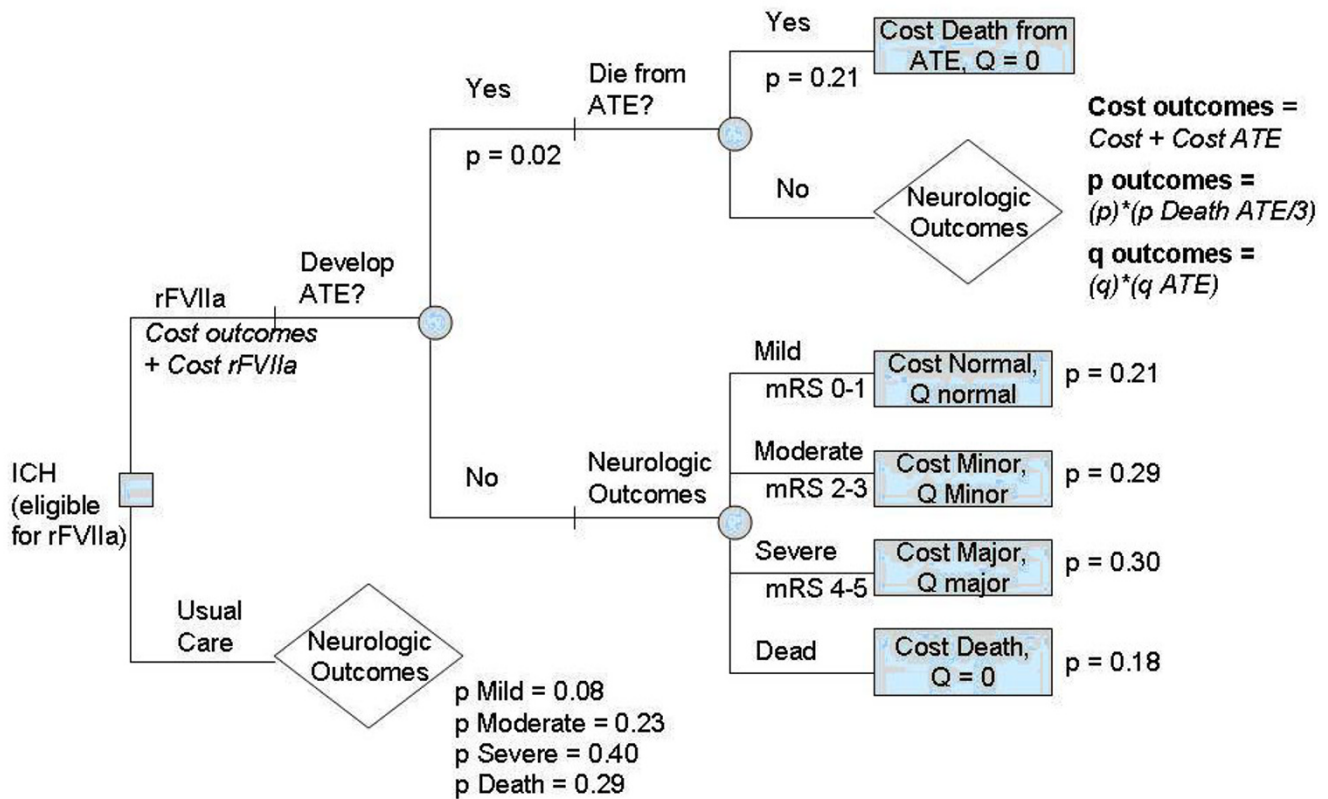 ICH
(eligible
for rFVIIa)
rFVIIa
Cost outcomes
+ Cost rFVIIa
Develop
ATE?
Yes
p = 0.02
Die from
ATE?
Yes
p = 0.21
Cost Death from
ATE, Q = 0
No
Neurologic
Outcomes
Cost outcomes =
Cost + Cost ATE
p outcomes =
(p)*(p Death ATE/3)
q outcomes =
(q)*(q ATE)
No
Neurologic
Outcomes
Mild
mRS 0-1
Cost Normal,
Q normal
p = 0.21
Moderate
mRS 2-3
Cost Minor,
Q Minor
p = 0.29
Severe
mRS 4-5
Cost Major,
Q major
p = 0.30
Dead
Cost Death,
Q = 0
p = 0.18
Usual
Care
Neurologic
Outcomes
p Mild = 0.08
p Moderate = 0.23
p Severe = 0.40
p Death = 0.29